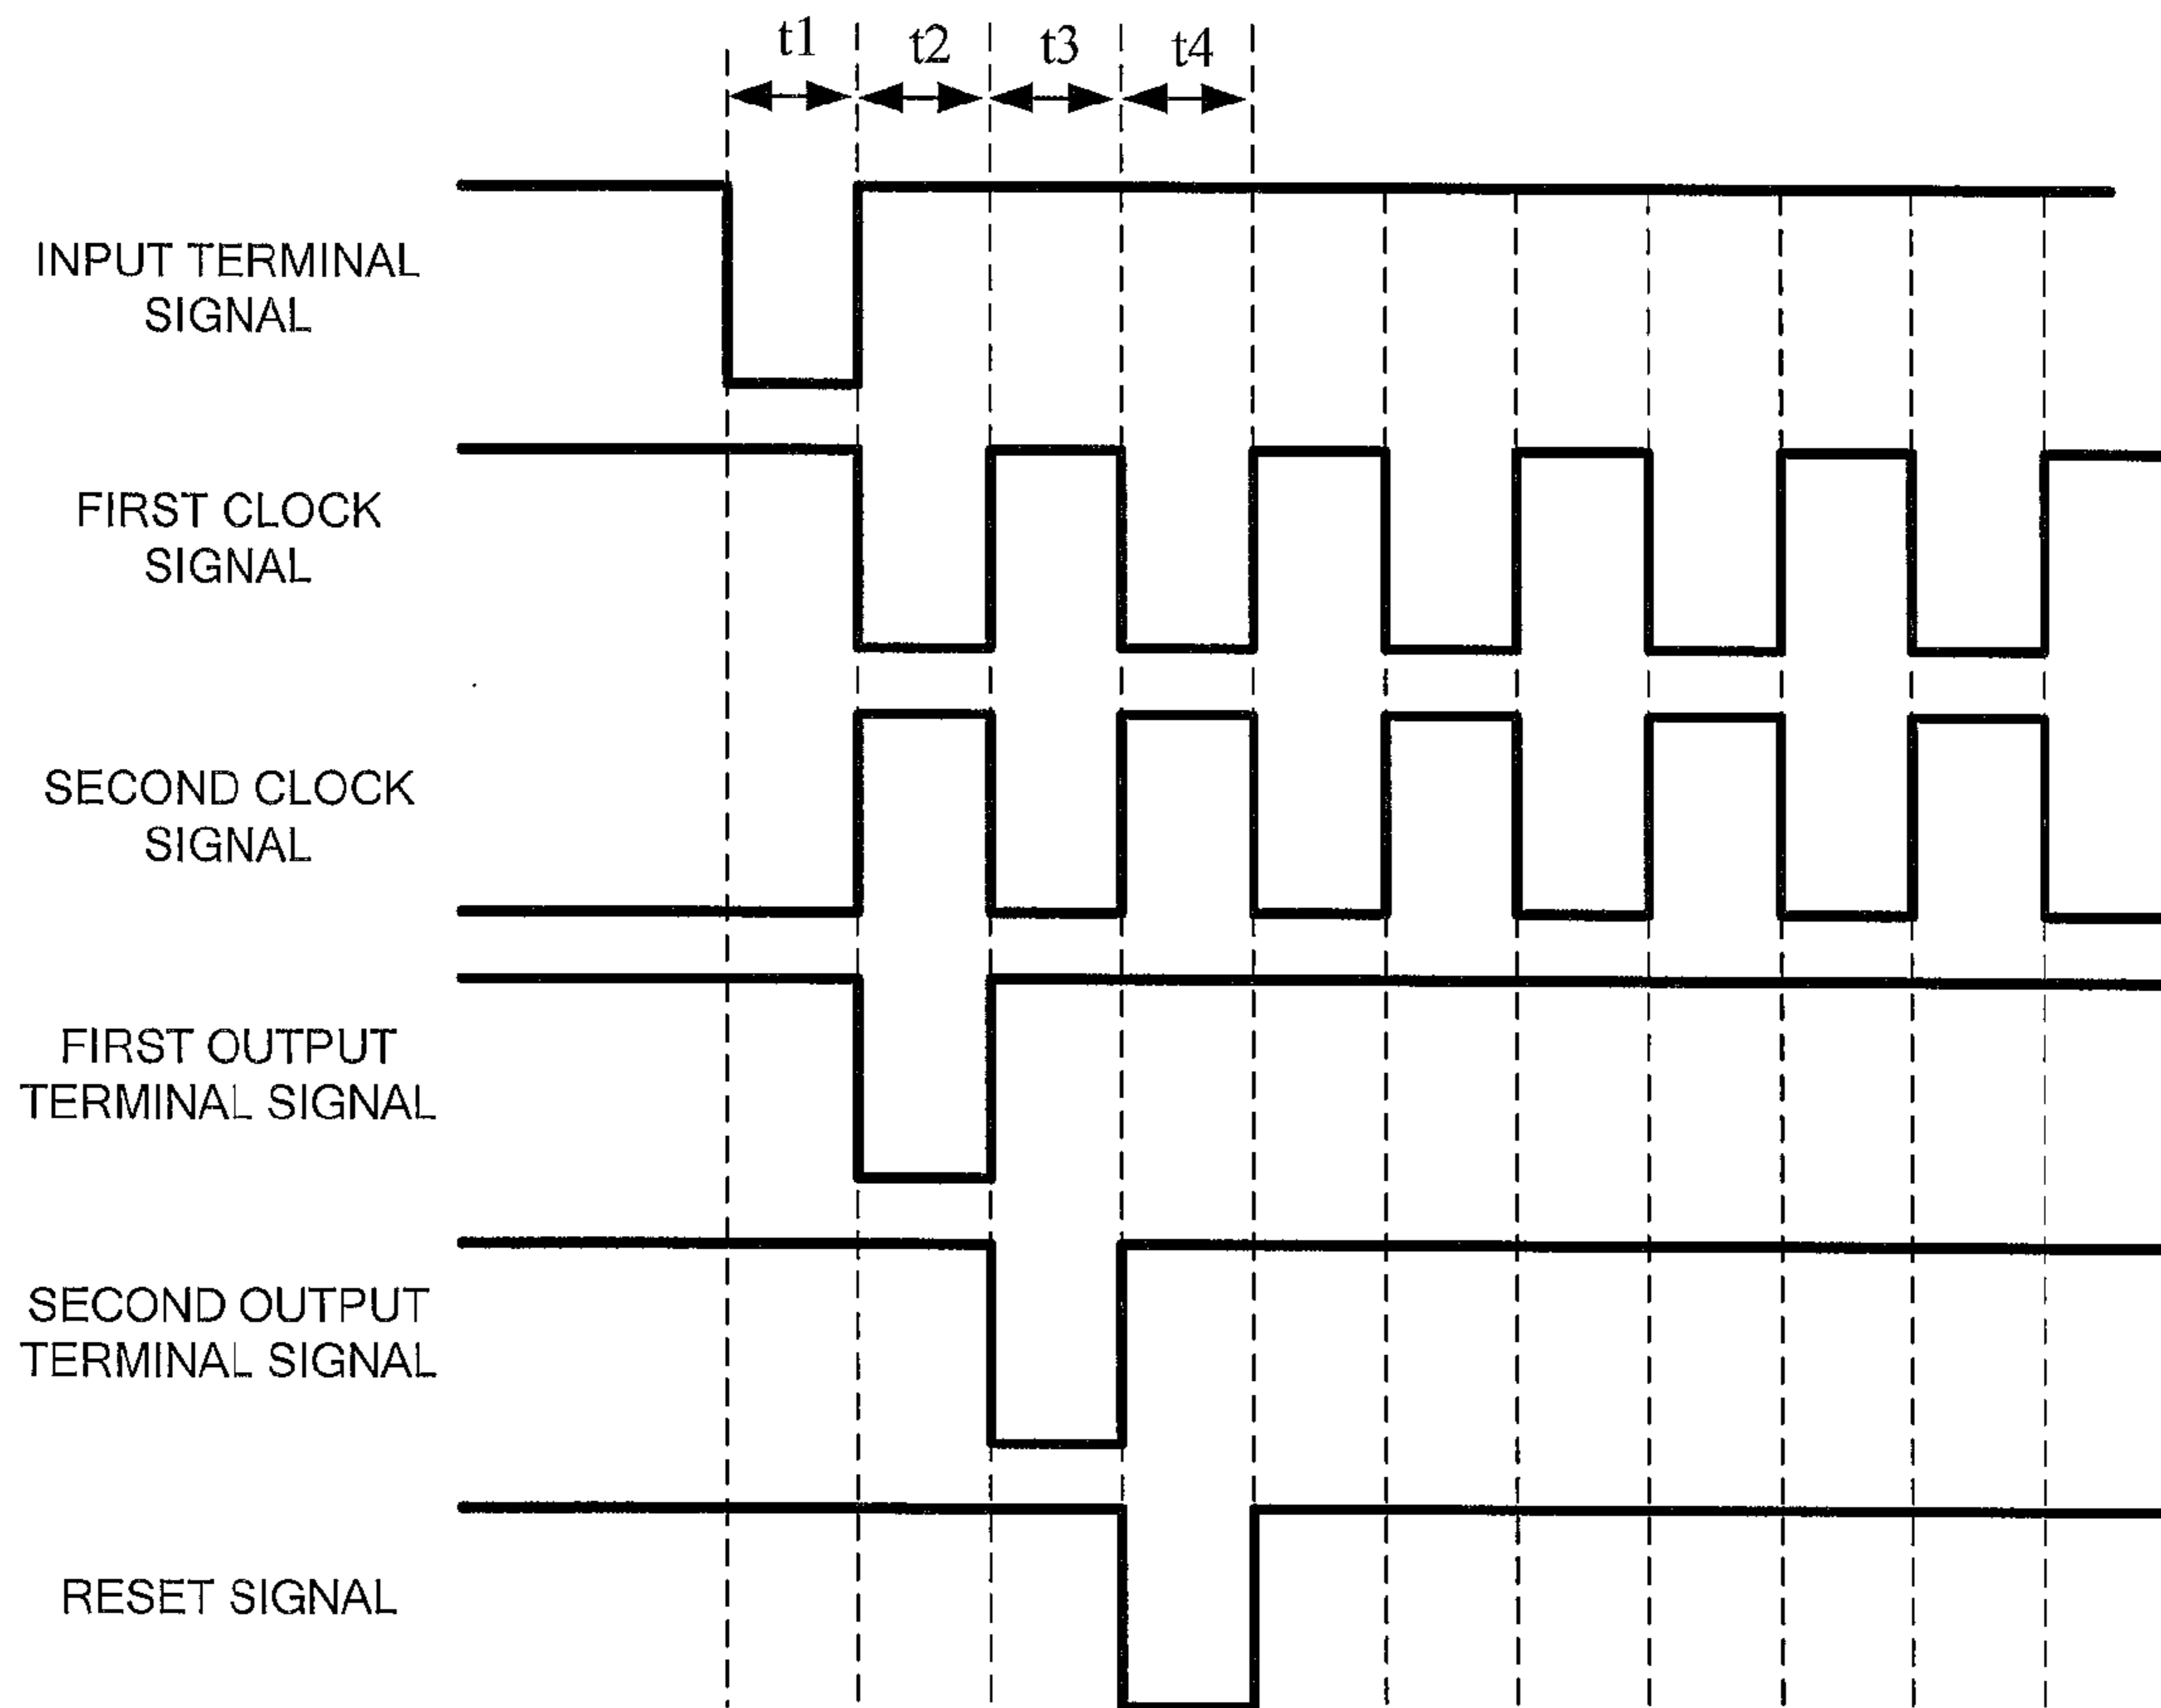 t1
t2
t3
t4
INPUT TERMINAL
SIGNAL
FIRST CLOCK
SIGNAL
SECOND CLOCK
SIGNAL
FIRST OUTPUT
TERMINAL SIGNAL
SECOND OUTPUT
TERMINAL SIGNAL
RESET SIGNAL